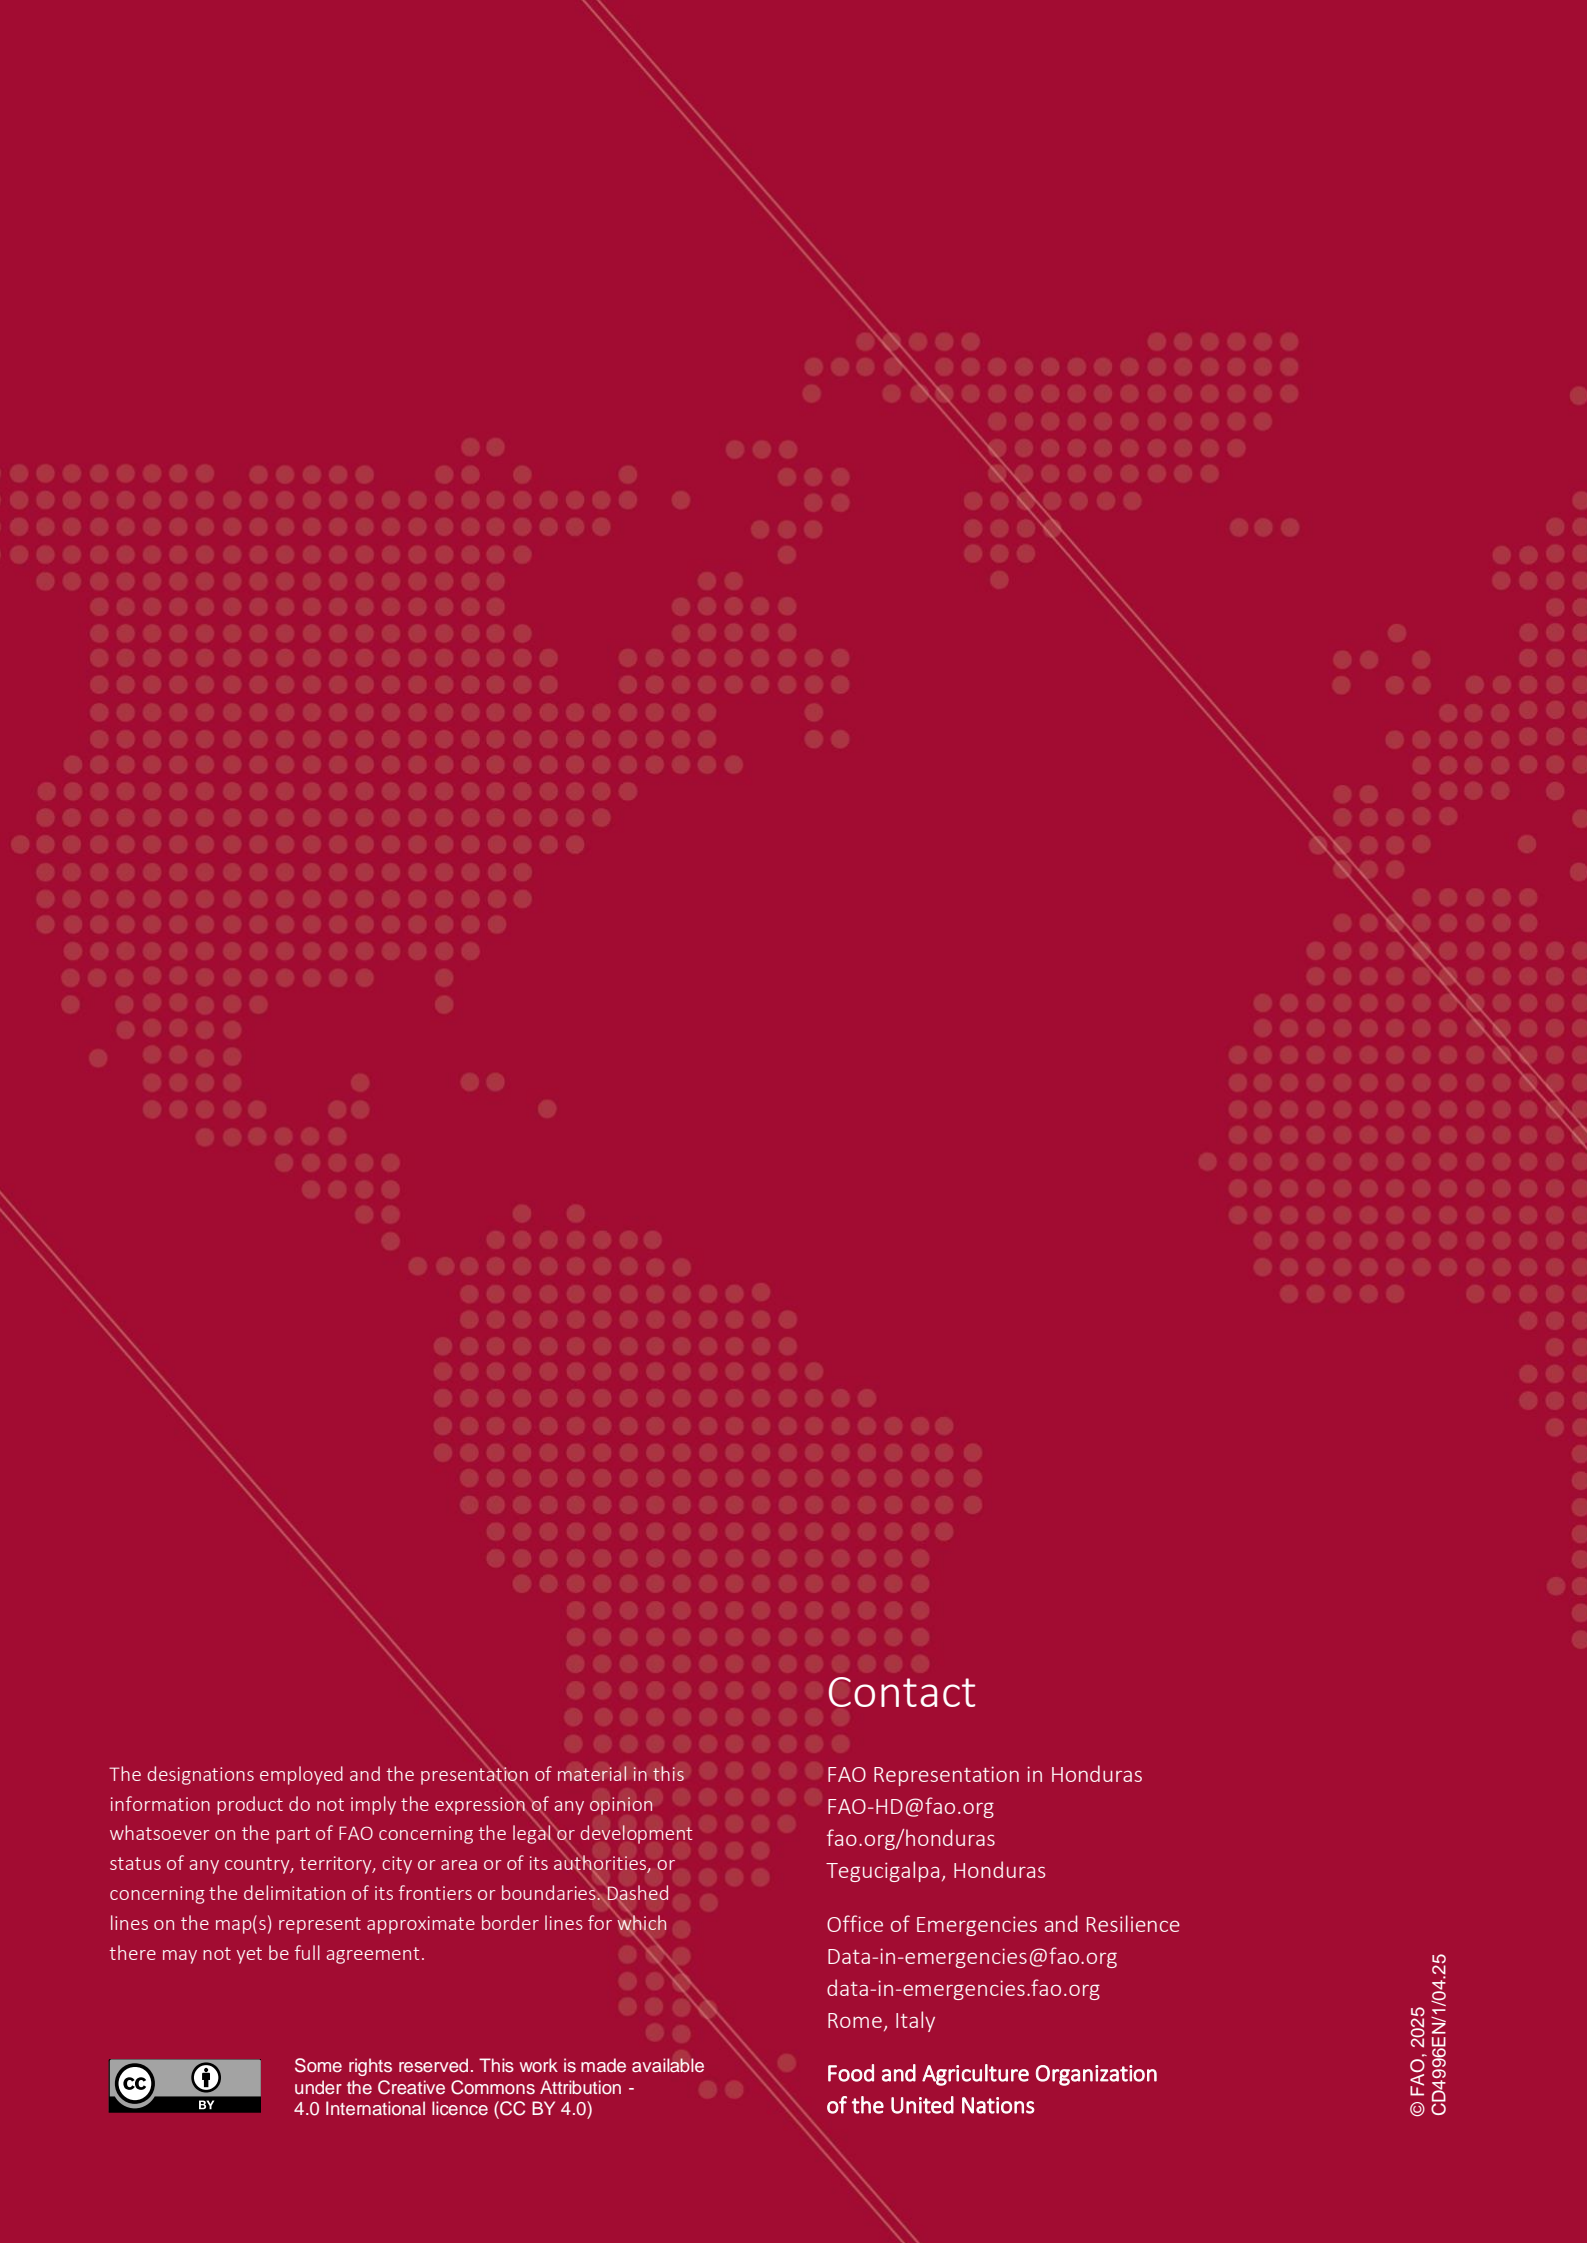 The designations employed and the presentation of material in this
information product do not imply the expression of any opinion
whatsoever on the part of FAO concerning the legal or development
status of any country, territory, city or area or of its authorities, or
concerning the delimitation of its frontiers or boundaries. Dashed
lines on the map(s) represent approximate border lines for which
there may not yet be full agreement.
cc
BY
Some rights reserved. This work is made available
under the Creative Commons Attribution -
4.0 International licence (CC BY 4.0)
Contact
FAO Representation in Honduras
FAO-HD@fao.org
fao.org/honduras
Tegucigalpa, Honduras
Office of Emergencies and Resilience
Data-in-emergencies@fao.org
data-in-emergencies.fao.org
Rome, Italy
Food and Agriculture Organization
of the United Nations
© FAO, 2025
CD4996EN/1/04.25